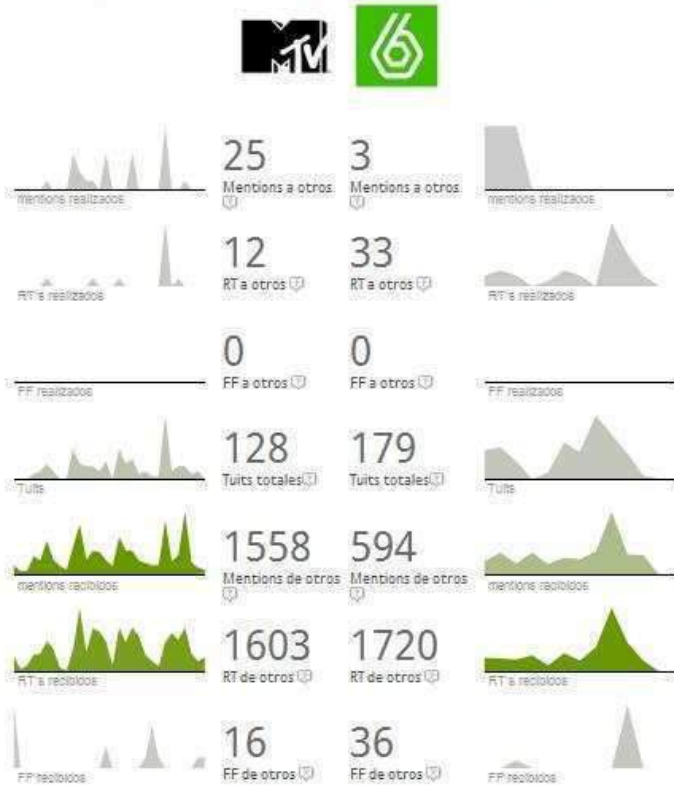 MTV 6
25 3
mentions realizados Mentions a otros Mentions a otros mentions realizados
12 33
RT's realizados RT a otros RT a otros RT's realizados
0 0
FF realizados FF a otros FF a otros FF realizados
128 179
Tuits Tuits totales Tuits totales Tuits
1558 594
mentions recibidos Mentions de otros Mentions de otros mentions recibidos
1603 1720
RT's recibidos RT de otros RT de otros RT's recibidos
16 36
FF recibidos FF de otros FF de otros FF recibidos